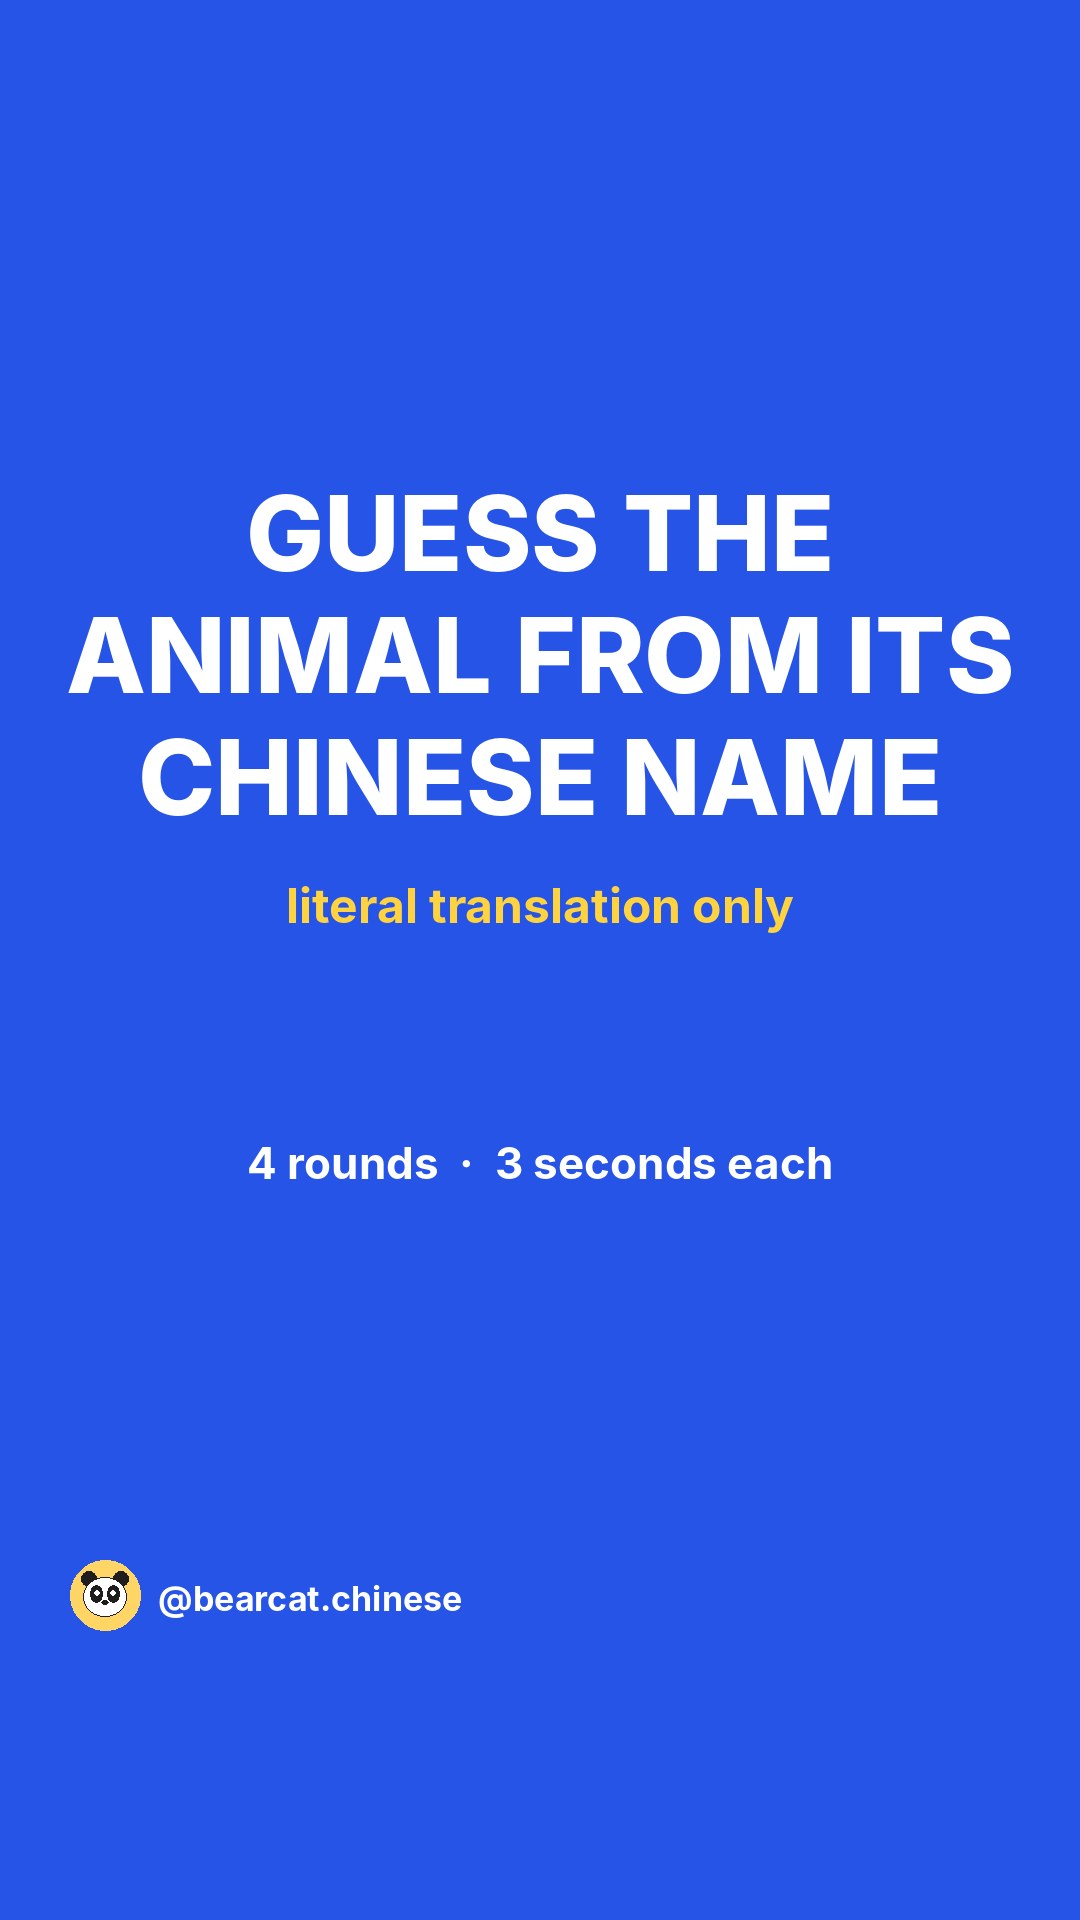 GUESS THE
ANIMAL FROM ITS
CHINESE NAME
literal translation only
4 rounds · 3 seconds each
@bearcat.chinese